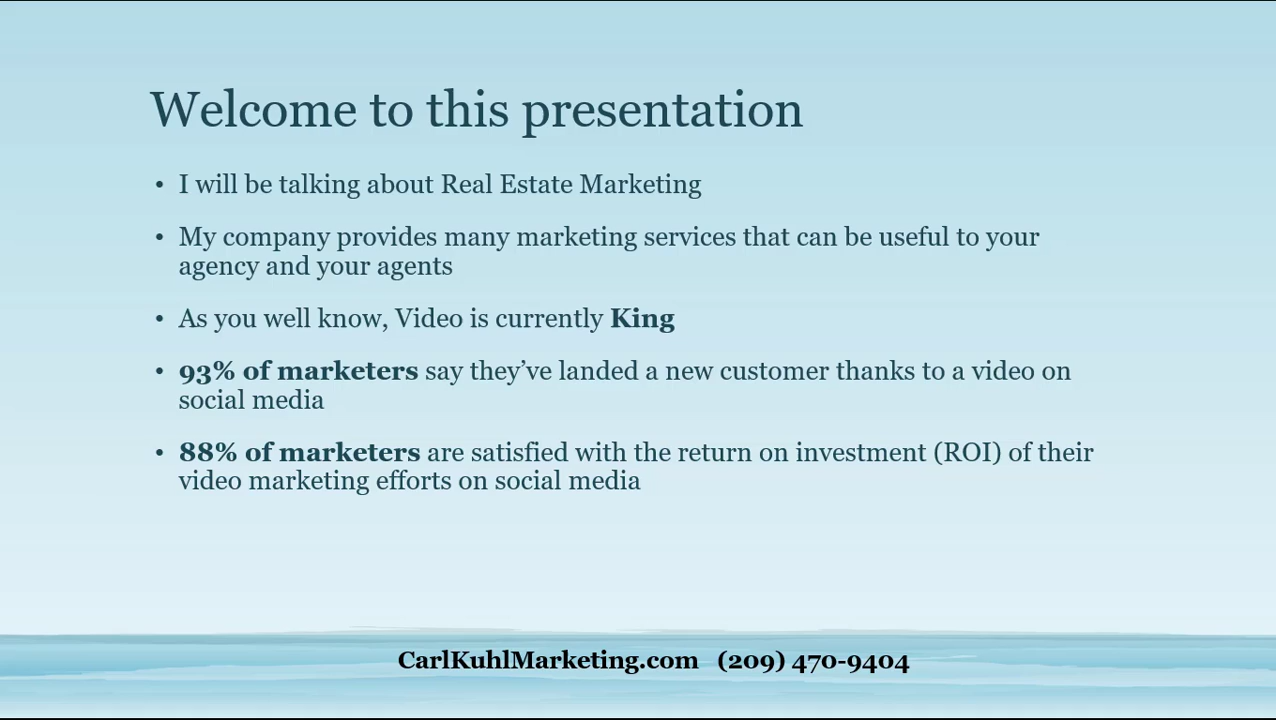 Welcome to this presentation
• I will be talking about Real Estate Marketing
• My company provides many marketing services that can be useful to your
agency and your agents
• As you well know, Video is currently King
• 93% of marketers say they’ve landed a new customer thanks to a video on
social media
• 88% of marketers are satisfied with the return on investment (ROI) of their
video marketing efforts on social media
CarlKuhlMarketing.com (209) 470-9404